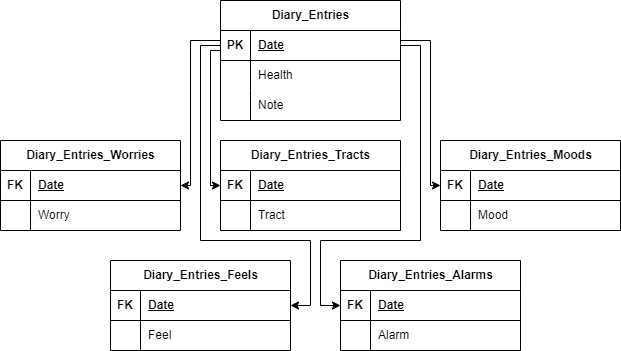 Diary_Entries
PK Date
Health
Note
Diary_Entries_Worries
FK Date
Worry
Diary_Entries_Tracts
FK Date
Tract
Diary_Entries_Moods
FK Date
Mood
Diary_Entries_Feels
FK Date
Feel
Diary_Entries_Alarms
FK Date
Alarm